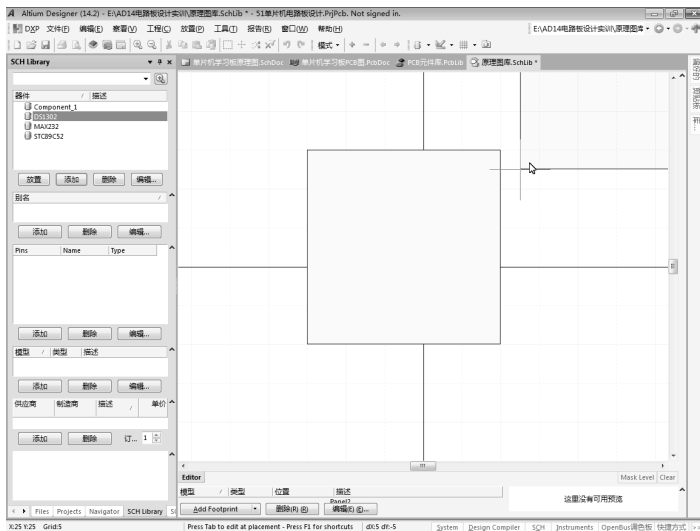 Altium Designer (14.2) - E:\AD14电路板设计实训\原理图库.SchLib * - 51单片机电路板设计.PrjPcb. Not signed in.
DXP 文件(F) 编辑(E) 察看(V) 工程(C) 放置(P) 工具(T) 报告(R) 窗口(W) 帮助(H) E:\AD14电路板设计实训\原理图库
模式
SCH Library 单片机学习板原理图.SchDoc 单片机学习板PCB图.PcbDoc PCB元件库.PcbLib 原理图库.SchLib *
器件 / 描述
Component_1
DS1302
MAX232
STC89C52
放置 添加 删除 编辑...
别名 /
添加 删除 编辑...
Pins Name Type
添加 删除 编辑...
模型 / 类型 描述
添加 删除 编辑...
供应商 制造商 描述 / 单价
添加 删除 订... 1
Editor Mask Level Clear
模型 / 类型 位置 描述
这里没有可用预览
Add Footprint 删除(R) (R) 编辑(E) (E)...
Files Projects Navigator SCH Library
X:25 Y:25 Grid:5 Press Tab to edit at placement - Press F1 for shortcuts dX:5 dY:-5 System Design Compiler SCH Instruments OpenBus调色板 快捷方式 >>